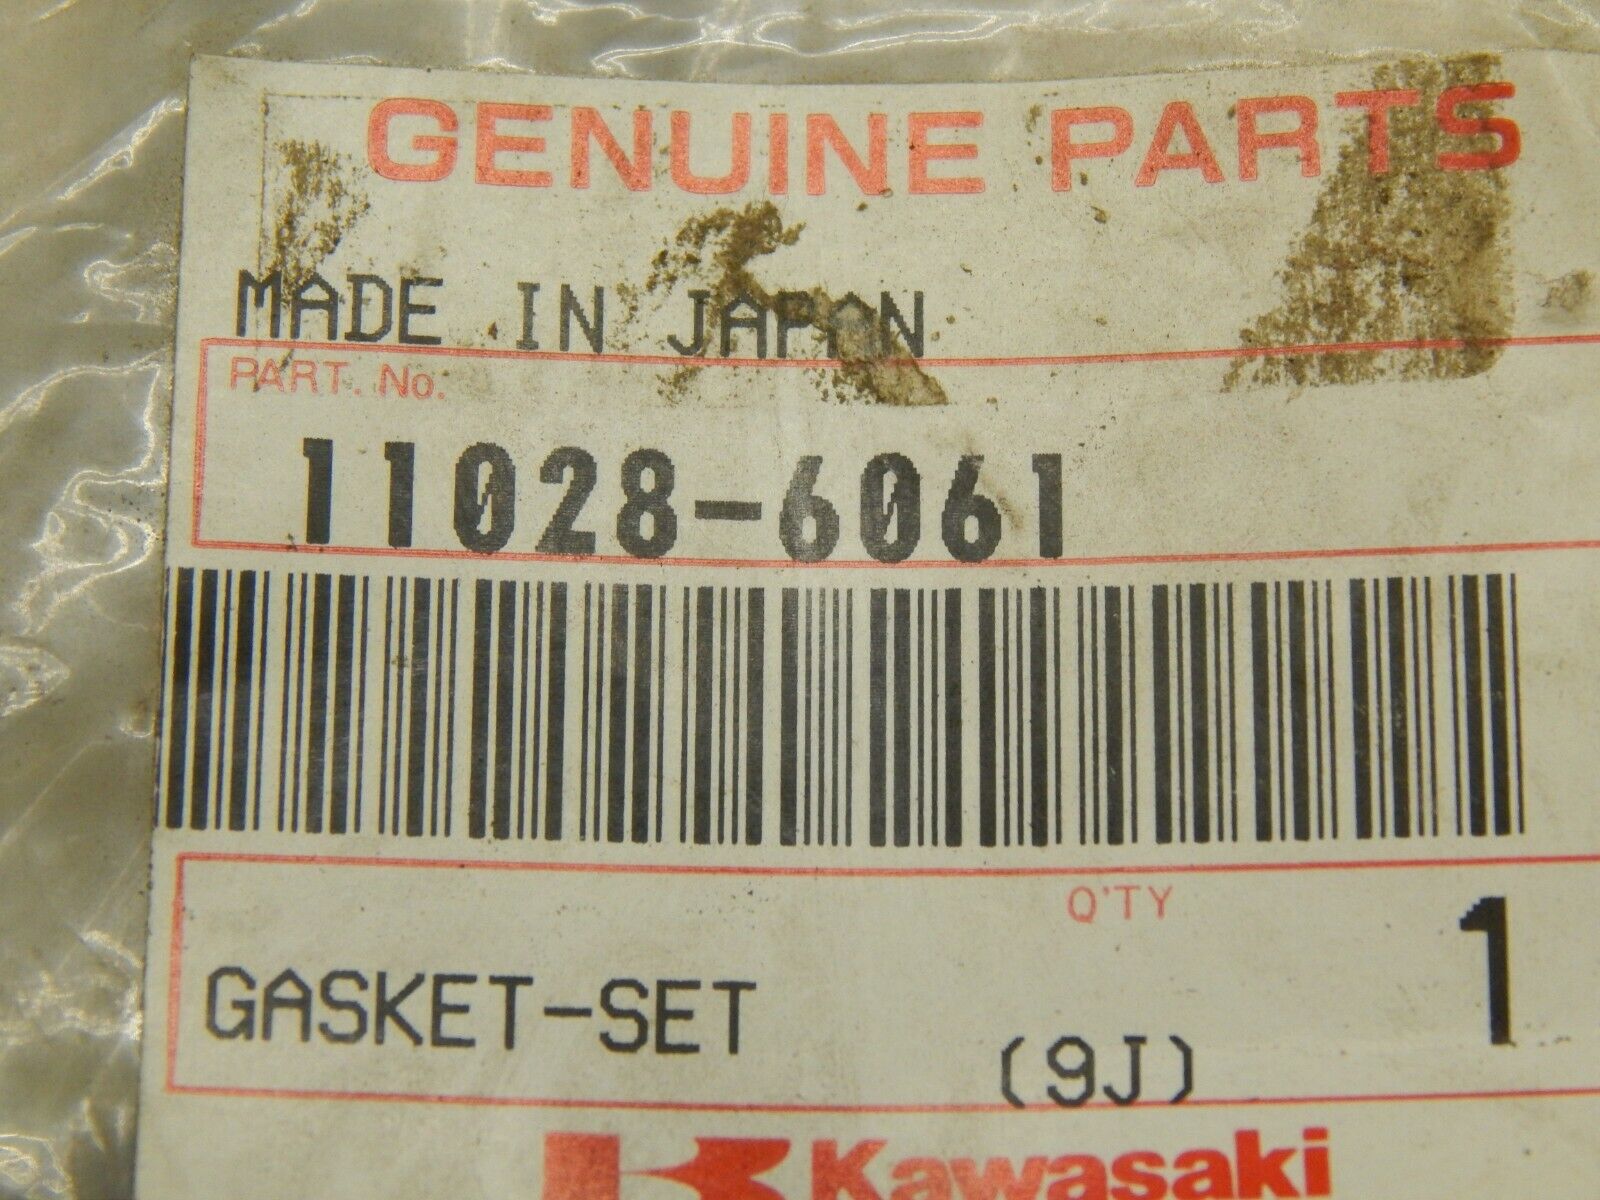 GENUINE PARTS
MADE IN JAPAN
PART. No.
11028-6061
Q'TY
1
GASKET-SET
(9J)
Kawasaki